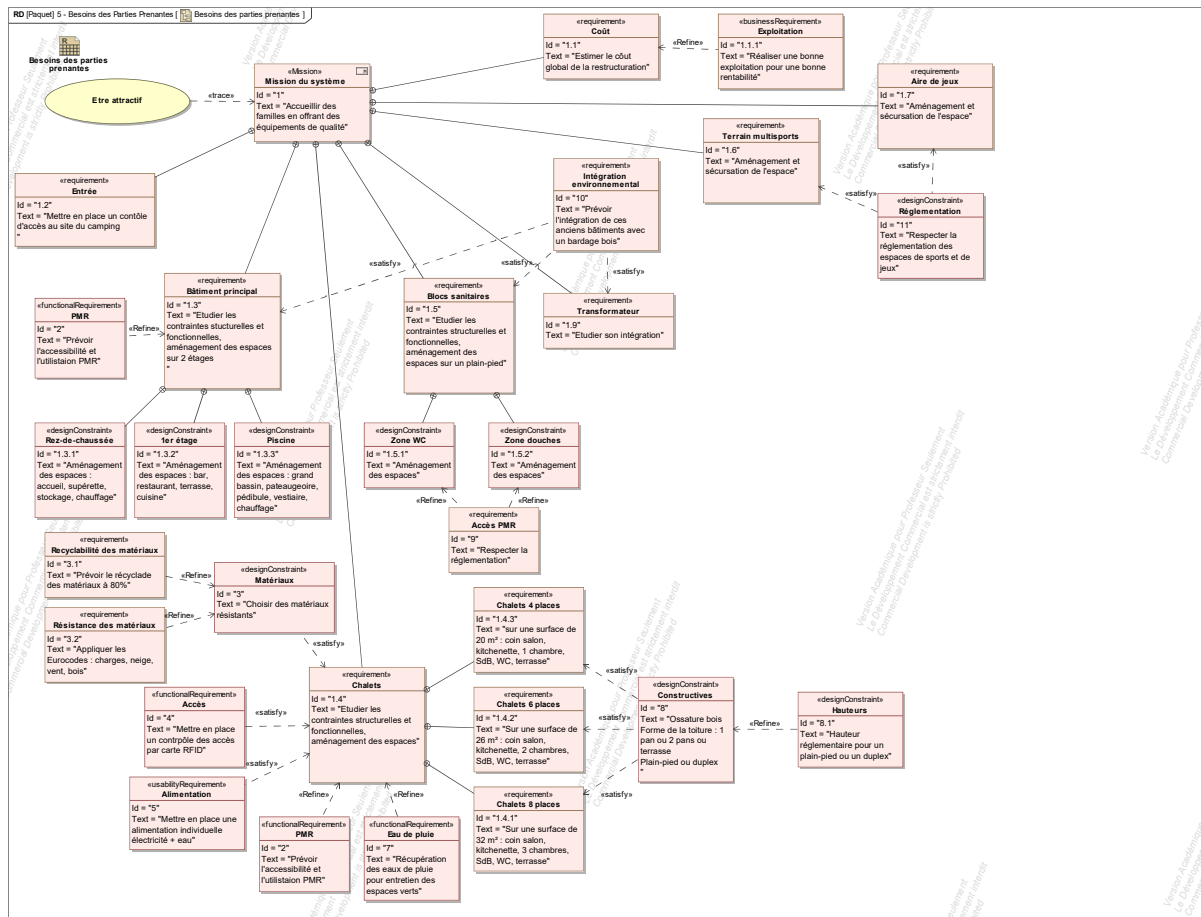 RD [Paquet] 5 - Besoins des Parties Prenantes [ Besoins des parties prenantes ]
R
Besoins des parties
prenantes
Etre attractif
«trace»
«Mission»
Mission du système
Id = "1"
Text = "Accueillir des
familles en offrant des
équipements de qualité"
«requirement»
Coût
Id = "1.1"
Text = "Estimer le côut
global de la restructuration"
«Refine»
«businessRequirement»
Exploitation
Id = "1.1.1"
Text = "Réaliser une bonne
exploitation pour une bonne
rentabilité"
«requirement»
Aire de jeux
Id = "1.7"
Text = "Aménagement et
sécursation de l'espace"
«requirement»
Terrain multisports
Id = "1.6"
Text = "Aménagement et
sécursation de l'espace"
«satisfy»
«satisfy»
«designConstraint»
Réglementation
Id = "11"
Text = "Respecter la
réglementation des
espaces de sports et de
jeux"
«requirement»
Entrée
Id = "1.2"
Text = "Mettre en place un contôle
d'accès au site du camping
"
«requirement»
Intégration
environnemental
Id = "10"
Text = "Prévoir
l'intégration de ces
anciens bâtiments avec
un bardage bois"
«satisfy»
«satisfy»
«satisfy»
«functionalRequirement»
PMR
Id = "2"
Text = "Prévoir
l'accessibilité et
l'utilistaion PMR"
«Refine»
«requirement»
Bâtiment principal
Id = "1.3"
Text = "Etudier les
contraintes stucturelles et
fonctionnelles,
aménagement des espaces
sur 2 étages
"
«requirement»
Blocs sanitaires
Id = "1.5"
Text = "Etudier les
contraintes structurelles et
fonctionnelles,
aménagement des
espaces sur un plain-pied"
«requirement»
Transformateur
Id = "1.9"
Text = "Etudier son intégration"
«designConstraint»
Rez-de-chaussée
Id = "1.3.1"
Text = "Aménagement
des espaces :
accueil, supérette,
stockage, chauffage"
«designConstraint»
1er étage
Id = "1.3.2"
Text = "Aménagement
des espaces : bar,
restaurant, terrasse,
cuisine"
«designConstraint»
Piscine
Id = "1.3.3"
Text = "Aménagement
des espaces : grand
bassin, pateaugeoire,
pédibule, vestiaire,
chauffage"
«designConstraint»
Zone WC
Id = "1.5.1"
Text = "Aménagement
des espaces"
«designConstraint»
Zone douches
Id = "1.5.2"
Text = "Aménagement
des espaces"
«Refine»
«Refine»
«requirement»
Accès PMR
Id = "9"
Text = "Respecter la
réglementation"
«requirement»
Recyclabilité des matériaux
Id = "3.1"
Text = "Prévoir le récyclade
des matériaux à 80%"
«Refine»
«designConstraint»
Matériaux
Id = "3"
Text = "Choisir des matériaux
résistants"
«requirement»
Résistance des matériaux
Id = "3.2"
Text = "Appliquer les
Eurocodes : charges, neige,
vent, bois"
«Refine»
«satisfy»
«requirement»
Chalets
Id = "1.4"
Text = "Etudier les
contraintes structurelles et
fonctionnelles,
aménagement des espaces"
«functionalRequirement»
Accès
Id = "4"
Text = "Mettre en place
un contrpôle des accès
par carte RFID"
«satisfy»
«usabilityRequirement»
Alimentation
Id = "5"
Text = "Mettre en place une
alimentation individuelle
électricité + eau"
«satisfy»
«Refine»
«Refine»
«functionalRequirement»
PMR
Id = "2"
Text = "Prévoir
l'accessibilité et
l'utilistaion PMR"
«functionalRequirement»
Eau de pluie
Id = "7"
Text = "Récupération
des eaux de pluie
pour entretien des
espaces verts"
«requirement»
Chalets 4 places
Id = "1.4.3"
Text = "sur une surface de
20 m² : coin salon,
kitchenette, 1 chambre,
SdB, WC, terrasse"
«requirement»
Chalets 6 places
Id = "1.4.2"
Text = "Sur une surface de
26 m² : coin salon,
kitchenette, 2 chambres,
SdB, WC, terrasse"
«requirement»
Chalets 8 places
Id = "1.4.1"
Text = "Sur une surface de
32 m² : coin salon,
kitchenette, 3 chambres,
SdB, WC, terrasse"
«satisfy»
«satisfy»
«satisfy»
«designConstraint»
Constructives
Id = "8"
Text = "Ossature bois
Forme de la toiture : 1
pan ou 2 pans ou
terrasse
Plain-pied ou duplex
"
«Refine»
«designConstraint»
Hauteurs
Id = "8.1"
Text = "Hauteur
réglementaire pour un
plain-pied ou un duplex"
Version Académique pour Professeur Seulement
Le Développement Commercial est strictement interdit
Commercial Development is strictly Prohibited